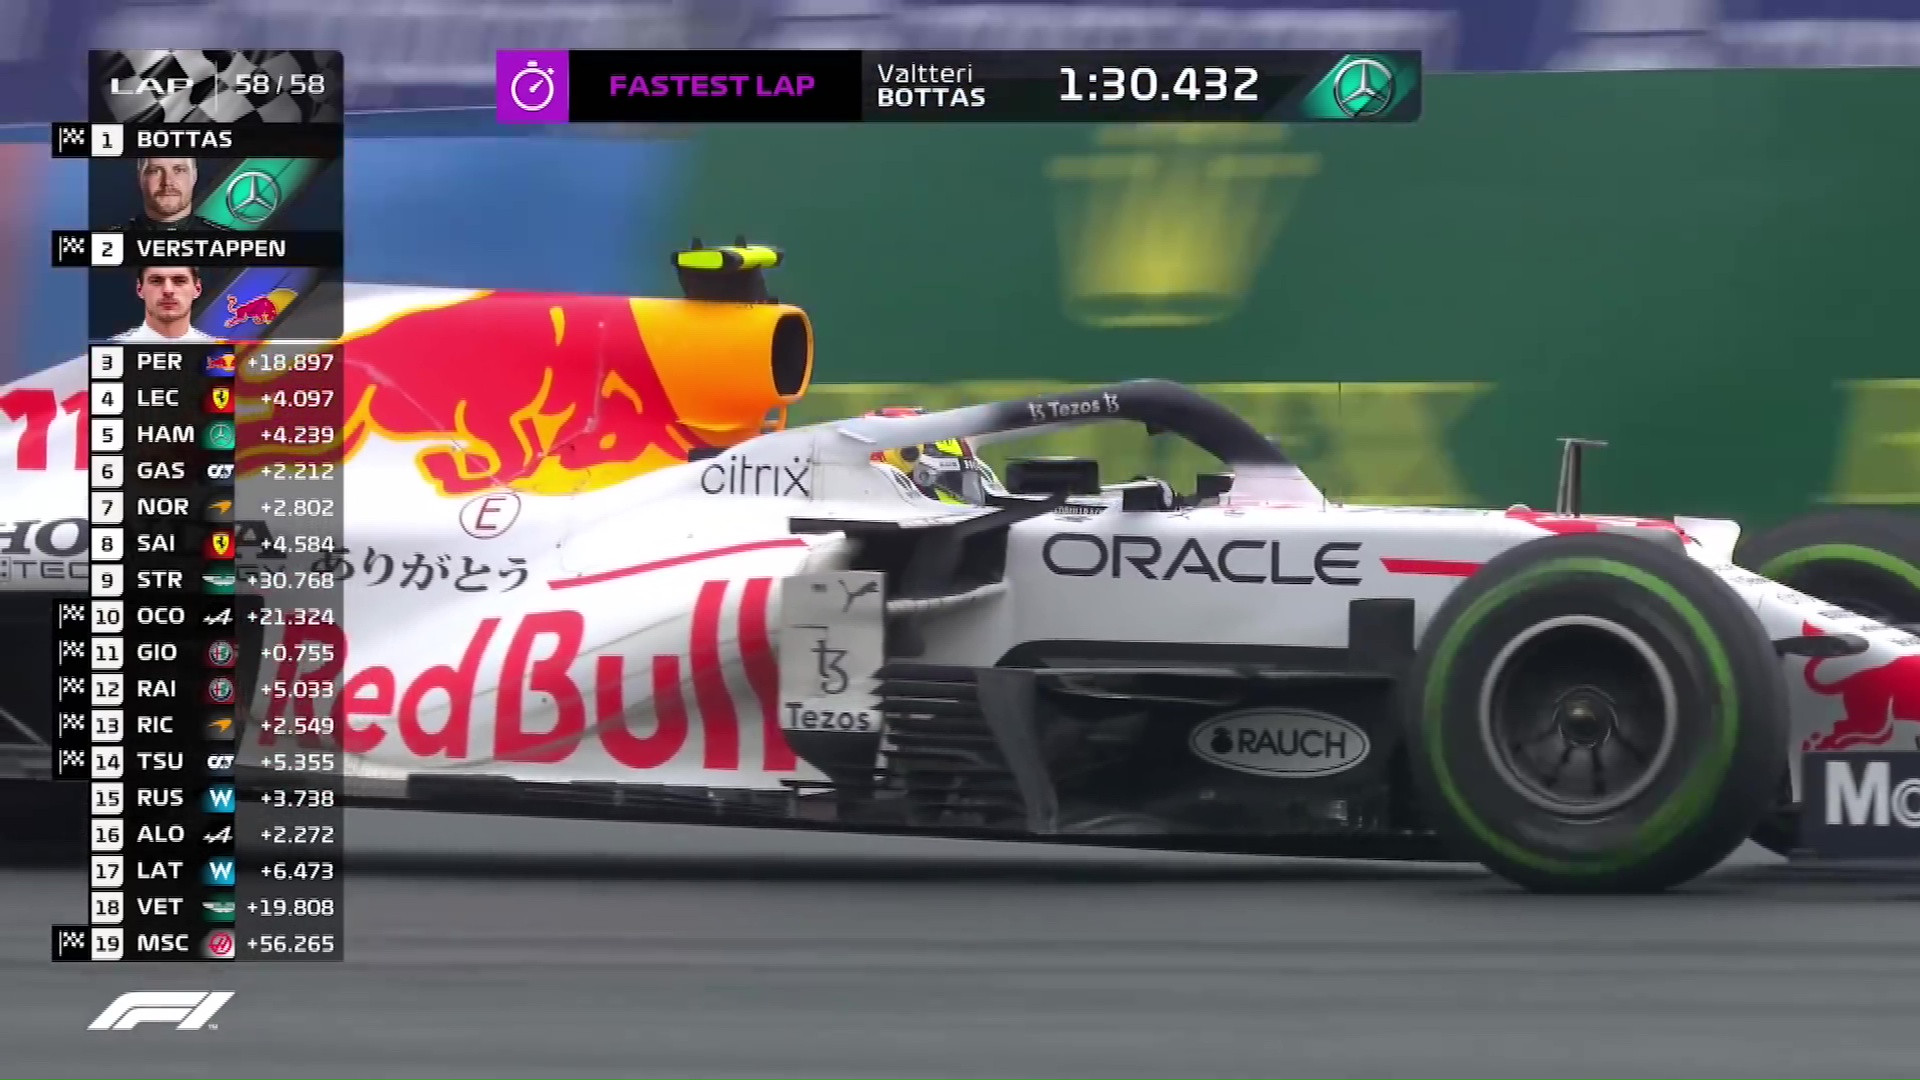 LAP 58/58
FASTEST LAP Valtteri BOTTAS 1:30.432
1 BOTTAS
2 VERSTAPPEN
3 PER +18.897
4 LEC +4.097
5 HAM +4.239
6 GAS +2.212
7 NOR +2.802
8 SAI +4.584
9 STR +30.768
10 OCO +21.324
11 GIO +0.755
12 RAI +5.033
13 RIC +2.549
14 TSU +5.355
15 RUS W +3.738
16 ALO +2.272
17 LAT W +6.473
18 VET +19.808
19 MSC +56.265
F1
11
Tezos
citrix
E
ORACLE
ありがとう
RedBull
Tezos
RAUCH